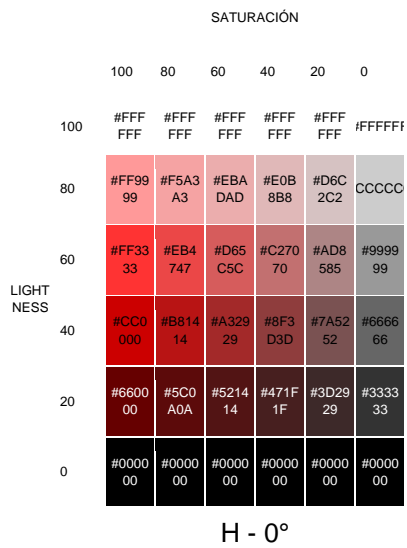 SATURACIÓN
100 80 60 40 20 0
100 #FFF #FFF #FFF #FFF #FFF #FFFFFF
FFF FFF FFF FFF FFF
80 #FF99 #F5A3 #EBA #E0B #D6C CCCCC
99 A3 DAD 8B8 2C2
60 #FF33 #EB4 #D65 #C270 #AD8 #9999
33 747 C5C 70 585 99
LIGHT
NESS
40 #CC0 #B814 #A329 #8F3 #7A52 #6666
000 14 29 D3D 52 66
20 #6600 #5C0 #5214 #471F #3D29 #3333
00 A0A 14 1F 29 33
0 #0000 #0000 #0000 #0000 #0000 #0000
00 00 00 00 00 00
H - 0°